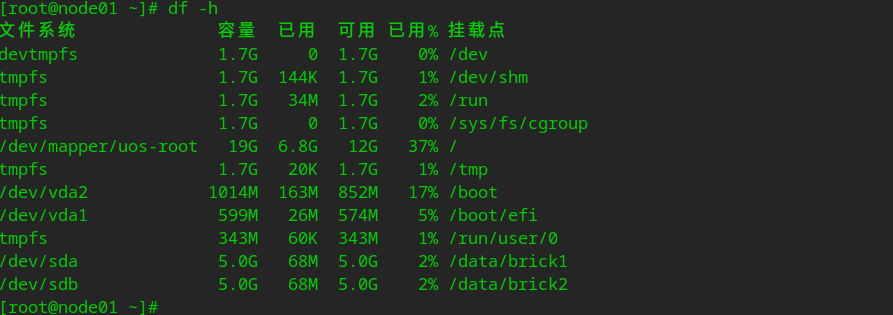 [root@node01 ~]# df -h
文件系统 容量 已用 可用 已用% 挂载点
devtmpfs 1.7G 0 1.7G 0% /dev
tmpfs 1.7G 144K 1.7G 1% /dev/shm
tmpfs 1.7G 34M 1.7G 2% /run
tmpfs 1.7G 0 1.7G 0% /sys/fs/cgroup
/dev/mapper/uos-root 19G 6.8G 12G 37% /
tmpfs 1.7G 20K 1.7G 1% /tmp
/dev/vda2 1014M 163M 852M 17% /boot
/dev/vda1 599M 26M 574M 5% /boot/efi
tmpfs 343M 60K 343M 1% /run/user/0
/dev/sda 5.0G 68M 5.0G 2% /data/brick1
/dev/sdb 5.0G 68M 5.0G 2% /data/brick2
[root@node01 ~]#